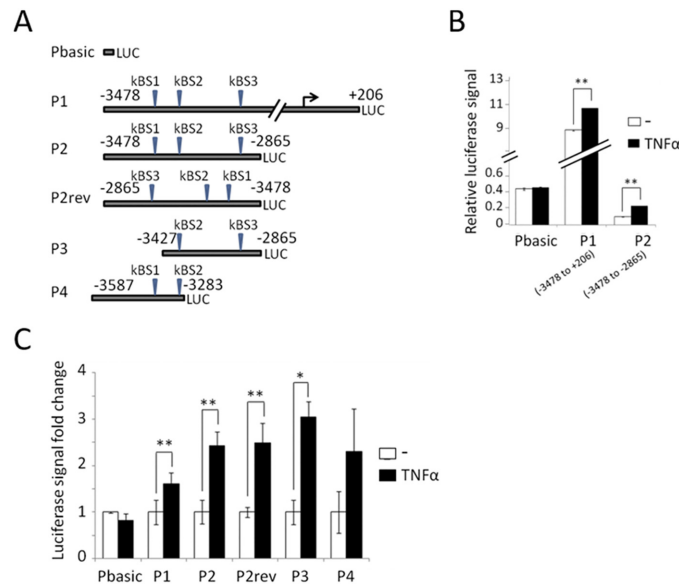 A
Pbasic LUC
kBS1 kBS2 kBS3
P1 -3478 +206
LUC
kBS1 kBS2 kBS3
P2 -3478 -2865
LUC
kBS3 kBS2 kBS1
P2rev -2865 -3478
LUC
kBS2 kBS3
P3 -3427 -2865
LUC
kBS1 kBS2
P4 -3587 -3283
LUC
B
Relative luciferase signal
13
11
9
0.6
0.4
0.2
0
**
**
-
TNFα
Pbasic P1 P2
(-3478 to +206) (-3478 to -2865)
C
Luciferase signal fold change
4
3
2
1
0
** ** ** *
-
TNFα
Pbasic P1 P2 P2rev P3 P4